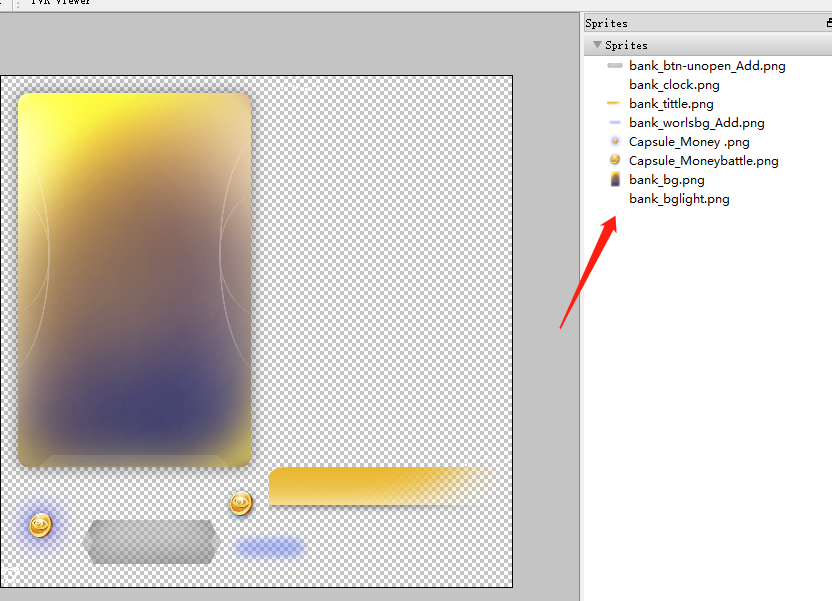 TVR Viewer
Sprites
Sprites
bank_btn-unopen_Add.png
bank_clock.png
bank_tittle.png
bank_worlsbg_Add.png
Capsule_Money .png
Capsule_Moneybattle.png
bank_bg.png
bank_bglight.png